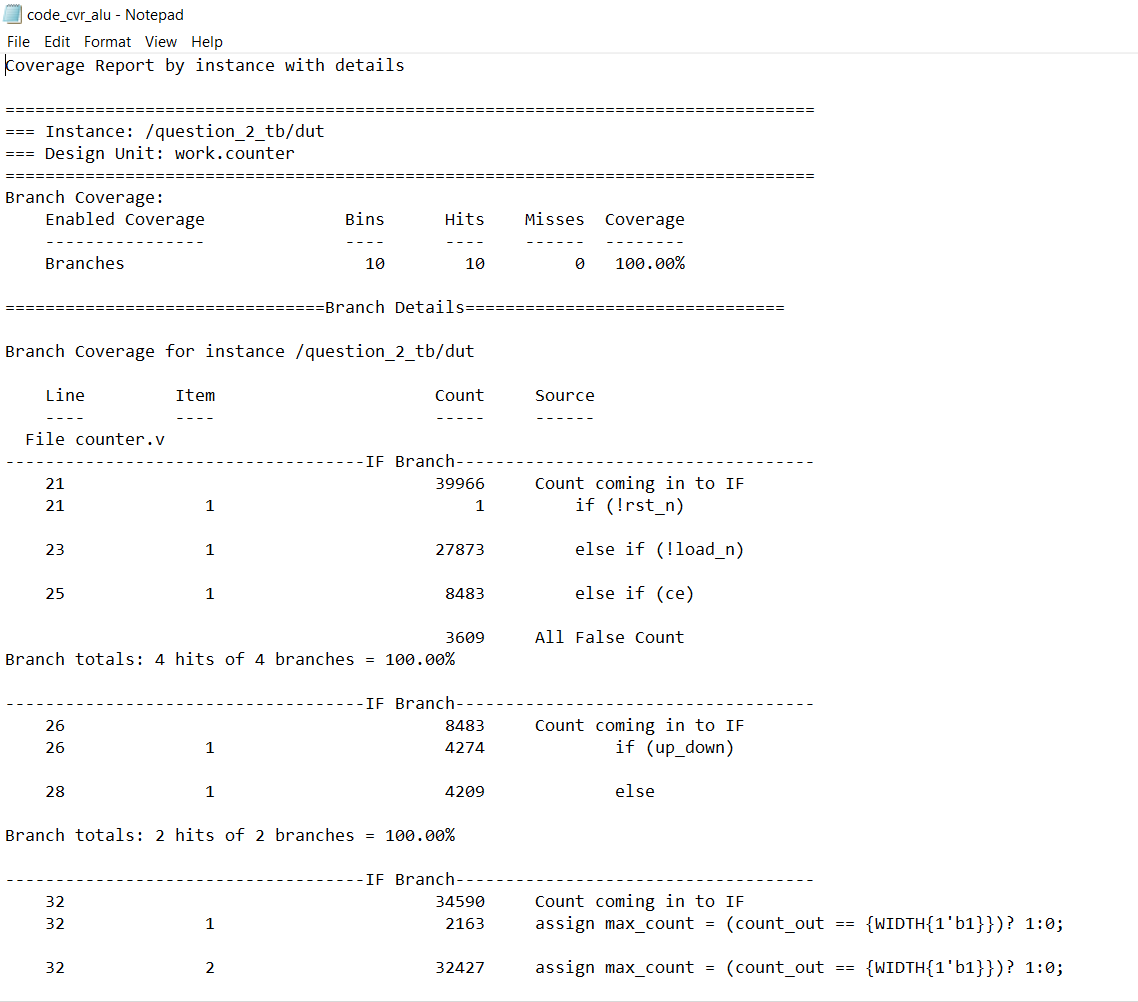 code_cvr_alu - Notepad
File Edit Format View Help
Coverage Report by instance with details
=================================================================================
=== Instance: /question_2_tb/dut
=== Design Unit: work.counter
=================================================================================
Branch Coverage:
    Enabled Coverage              Bins      Hits    Misses  Coverage
    ----------------              ----      ----    ------  --------
    Branches                        10        10         0   100.00%
================================Branch Details================================
Branch Coverage for instance /question_2_tb/dut
    Line         Item                      Count     Source
    ----         ----                      -----     ------
  File counter.v
------------------------------------IF Branch------------------------------------
    21                                     39966     Count coming in to IF
    21              1                          1         if (!rst_n)
    23              1                      27873         else if (!load_n)
    25              1                       8483         else if (ce)
                                            3609     All False Count
Branch totals: 4 hits of 4 branches = 100.00%
------------------------------------IF Branch------------------------------------
    26                                      8483     Count coming in to IF
    26              1                       4274             if (up_down)
    28              1                       4209             else
Branch totals: 2 hits of 2 branches = 100.00%
------------------------------------IF Branch------------------------------------
    32                                     34590     Count coming in to IF
    32              1                       2163     assign max_count = (count_out == {WIDTH{1'b1}})? 1:0;
    32              2                      32427     assign max_count = (count_out == {WIDTH{1'b1}})? 1:0;